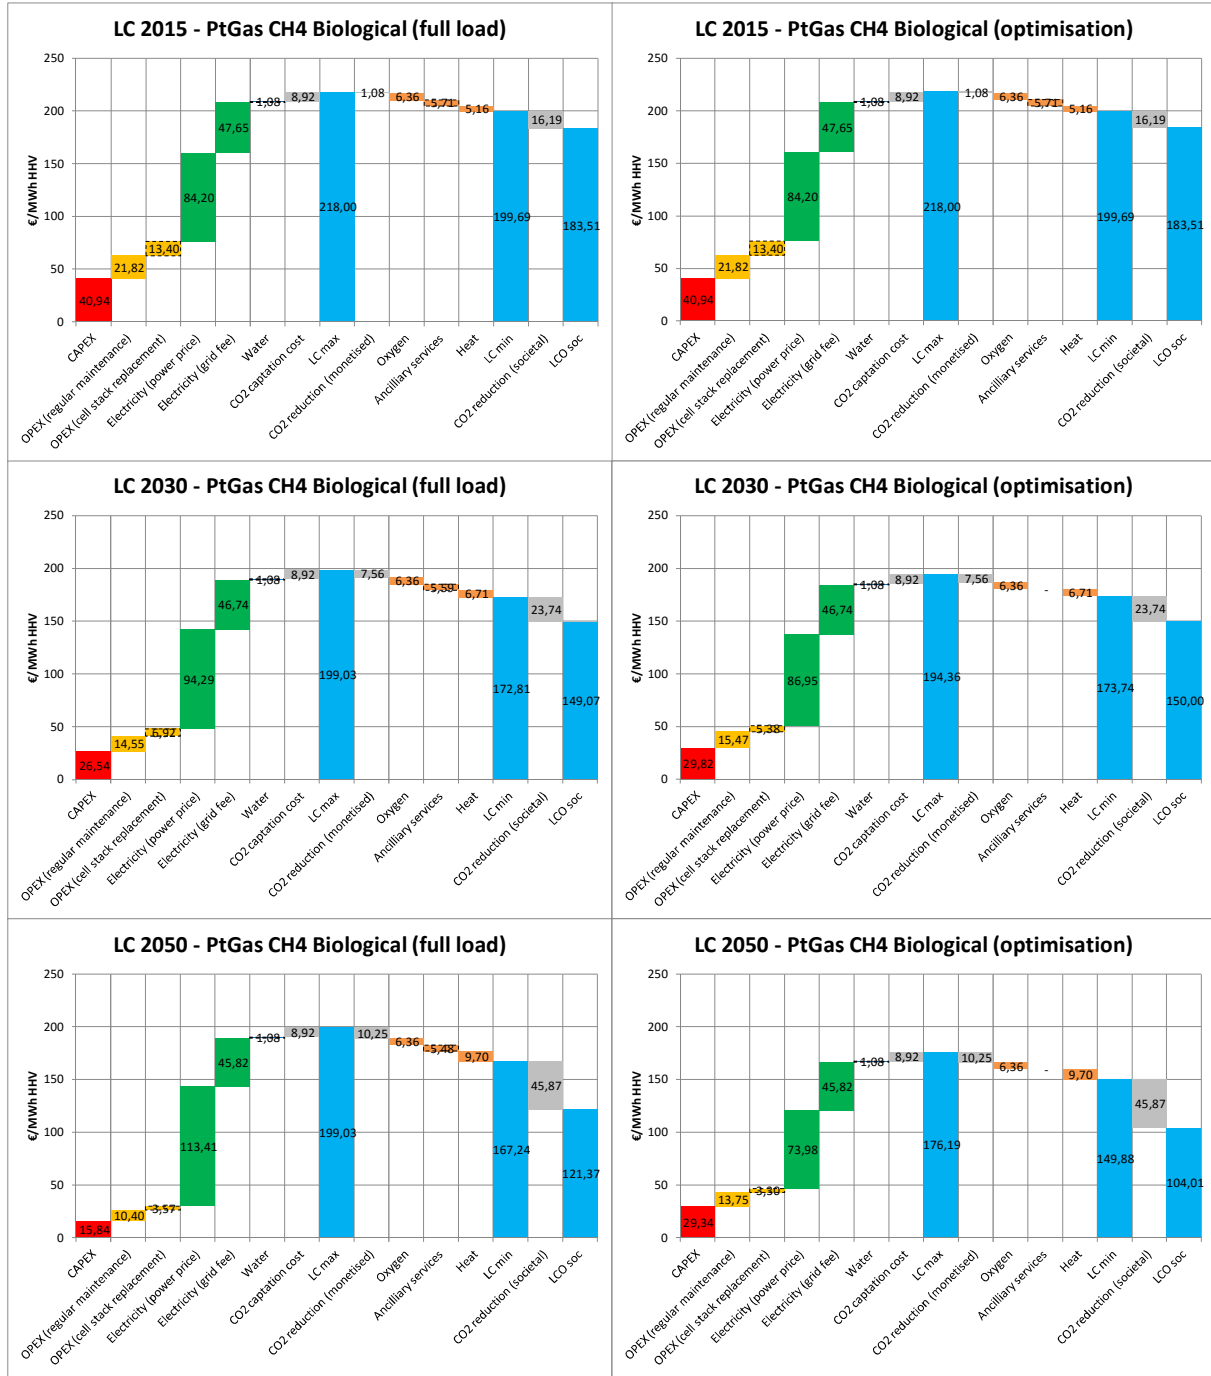 LC 2015 - PtGas CH4 Biological (full load)
€/MWh HHV
250
200
150
100
50
0
40,94
21,82
13,40
84,20
47,65
1,08
8,92
218,00
1,08
6,36
5,71
5,16
199,69
16,19
183,51
CAPEX
OPEX (regular maintenance)
OPEX (cell stack replacement)
Electricity (power price)
Electricity (grid fee)
Water
CO2 captation cost
LC max
CO2 reduction (monetised)
Oxygen
Ancilliary services
Heat
LC min
CO2 reduction (societal)
LCO soc
LC 2015 - PtGas CH4 Biological (optimisation)
€/MWh HHV
250
200
150
100
50
0
40,94
21,82
13,40
84,20
47,65
1,08
8,92
218,00
1,08
6,36
5,71
5,16
199,69
16,19
183,51
CAPEX
OPEX (regular maintenance)
OPEX (cell stack replacement)
Electricity (power price)
Electricity (grid fee)
Water
CO2 captation cost
LC max
CO2 reduction (monetised)
Oxygen
Ancilliary services
Heat
LC min
CO2 reduction (societal)
LCO soc
LC 2030 - PtGas CH4 Biological (full load)
€/MWh HHV
250
200
150
100
50
0
26,54
14,55
6,92
94,29
46,74
1,08
8,92
199,03
7,56
6,36
5,59
6,71
172,81
23,74
149,07
CAPEX
OPEX (regular maintenance)
OPEX (cell stack replacement)
Electricity (power price)
Electricity (grid fee)
Water
CO2 captation cost
LC max
CO2 reduction (monetised)
Oxygen
Ancilliary services
Heat
LC min
CO2 reduction (societal)
LCO soc
LC 2030 - PtGas CH4 Biological (optimisation)
€/MWh HHV
250
200
150
100
50
0
29,82
15,47
5,38
86,95
46,74
1,08
8,92
194,36
7,56
6,36
-
6,71
173,74
23,74
150,00
CAPEX
OPEX (regular maintenance)
OPEX (cell stack replacement)
Electricity (power price)
Electricity (grid fee)
Water
CO2 captation cost
LC max
CO2 reduction (monetised)
Oxygen
Ancilliary services
Heat
LC min
CO2 reduction (societal)
LCO soc
LC 2050 - PtGas CH4 Biological (full load)
€/MWh HHV
250
200
150
100
50
0
15,84
10,40
3,57
113,41
45,82
1,08
8,92
199,03
10,25
6,36
5,48
9,70
167,24
45,87
121,37
CAPEX
OPEX (regular maintenance)
OPEX (cell stack replacement)
Electricity (power price)
Electricity (grid fee)
Water
CO2 captation cost
LC max
CO2 reduction (monetised)
Oxygen
Ancilliary services
Heat
LC min
CO2 reduction (societal)
LCO soc
LC 2050 - PtGas CH4 Biological (optimisation)
€/MWh HHV
250
200
150
100
50
0
29,34
13,75
3,30
73,98
45,82
1,08
8,92
176,19
10,25
6,36
-
9,70
149,88
45,87
104,01
CAPEX
OPEX (regular maintenance)
OPEX (cell stack replacement)
Electricity (power price)
Electricity (grid fee)
Water
CO2 captation cost
LC max
CO2 reduction (monetised)
Oxygen
Ancilliary services
Heat
LC min
CO2 reduction (societal)
LCO soc